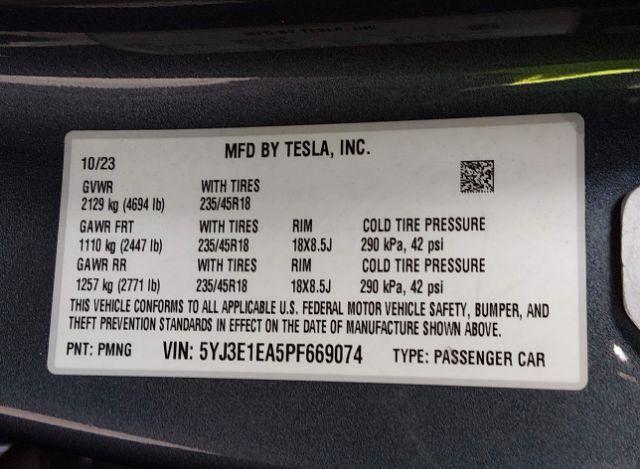 MFD BY TESLA, INC.
10/23
GVWR WITH TIRES
2129 kg (4694 lb) 235/45R18
GAWR FRT WITH TIRES RIM COLD TIRE PRESSURE
1110 kg (2447 lb) 235/45R18 18X8.5J 290 kPa, 42 psi
GAWR RR WITH TIRES RIM COLD TIRE PRESSURE
1257 kg (2771 lb) 235/45R18 18X8.5J 290 kPa, 42 psi
THIS VEHICLE CONFORMS TO ALL APPLICABLE U.S. FEDERAL MOTOR VEHICLE SAFETY, BUMPER, AND
THEFT PREVENTION STANDARDS IN EFFECT ON THE DATE OF MANUFACTURE SHOWN ABOVE.
PNT: PMNG VIN: 5YJ3E1EA5PF669074 TYPE: PASSENGER CAR